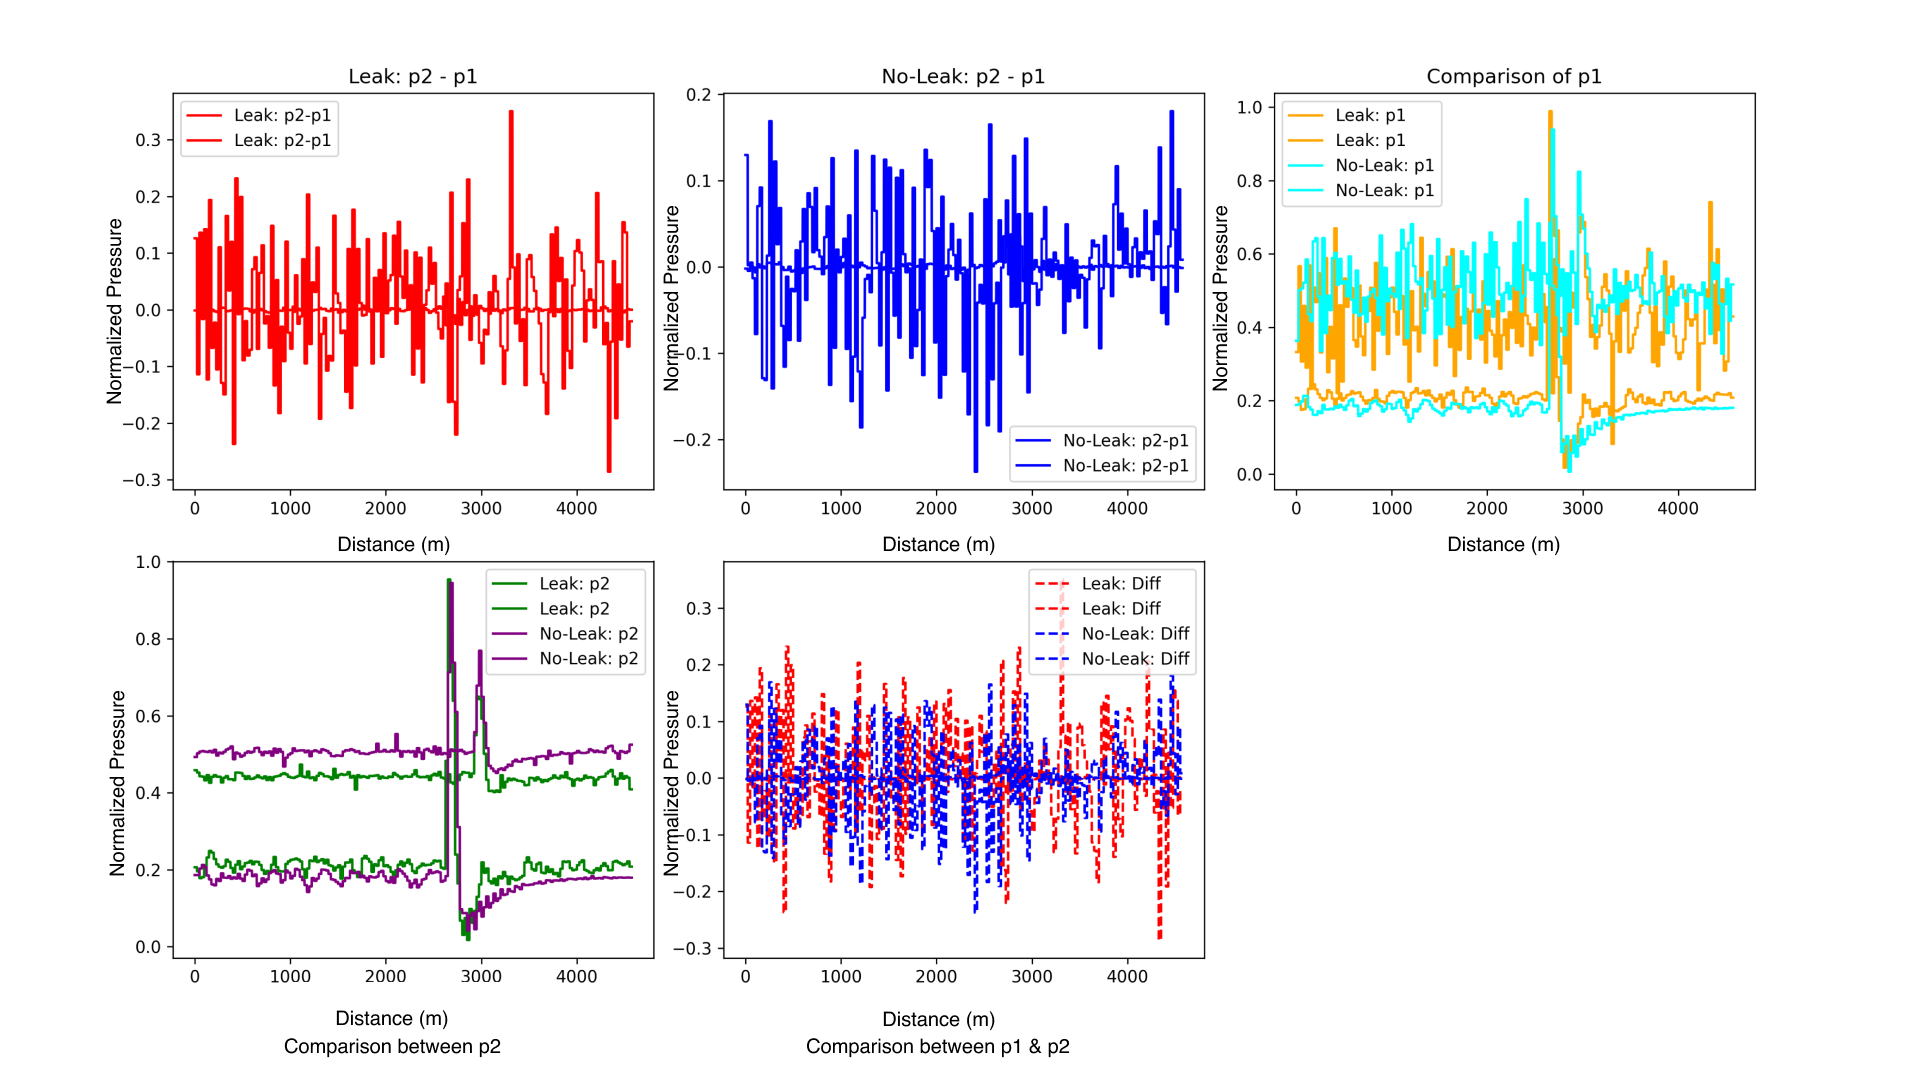 Leak: p2 - p1
Normalized Pressure
0.3
0.2
0.1
0.0
−0.1
−0.2
−0.3
Leak: p2-p1
Leak: p2-p1
0 1000 2000 3000 4000
Distance (m)
No-Leak: p2 - p1
Normalized Pressure
0.2
0.1
0.0
−0.1
−0.2
No-Leak: p2-p1
No-Leak: p2-p1
0 1000 2000 3000 4000
Distance (m)
Comparison of p1
Normalized Pressure
1.0
0.8
0.6
0.4
0.2
0.0
Leak: p1
Leak: p1
No-Leak: p1
No-Leak: p1
0 1000 2000 3000 4000
Distance (m)
Normalized Pressure
1.0
0.8
0.6
0.4
0.2
0.0
Leak: p2
Leak: p2
No-Leak: p2
No-Leak: p2
0 1000 2000 3000 4000
Distance (m)
Comparison between p2
Normalized Pressure
0.3
0.2
0.1
0.0
−0.1
−0.2
−0.3
Leak: Diff
Leak: Diff
No-Leak: Diff
No-Leak: Diff
0 1000 2000 3000 4000
Distance (m)
Comparison between p1 & p2